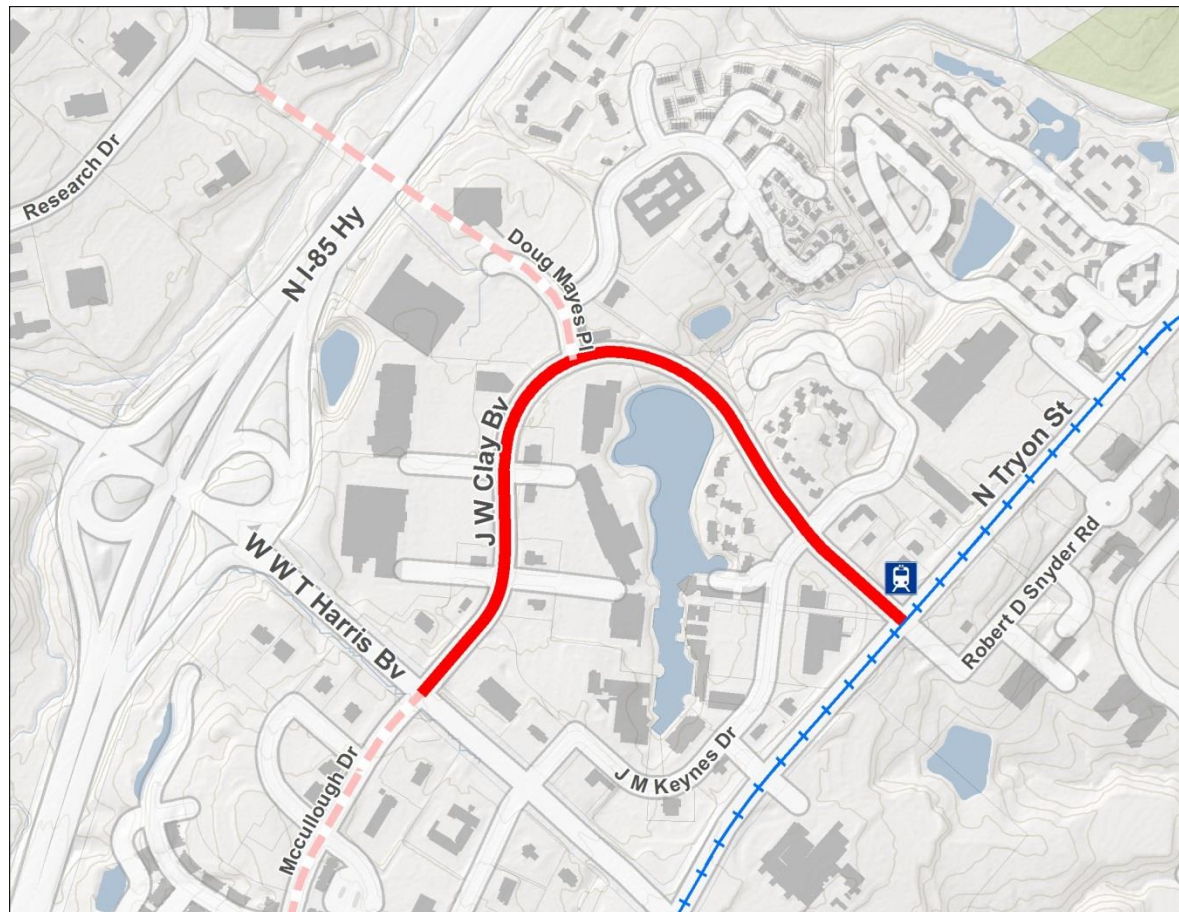 Research Dr
N I-85 Hy
Doug Mayes Pl
J W Clay Bv
N Tryon St
W W T Harris Bv
Robert D Snyder Rd
J M Keynes Dr
Mccullough Dr